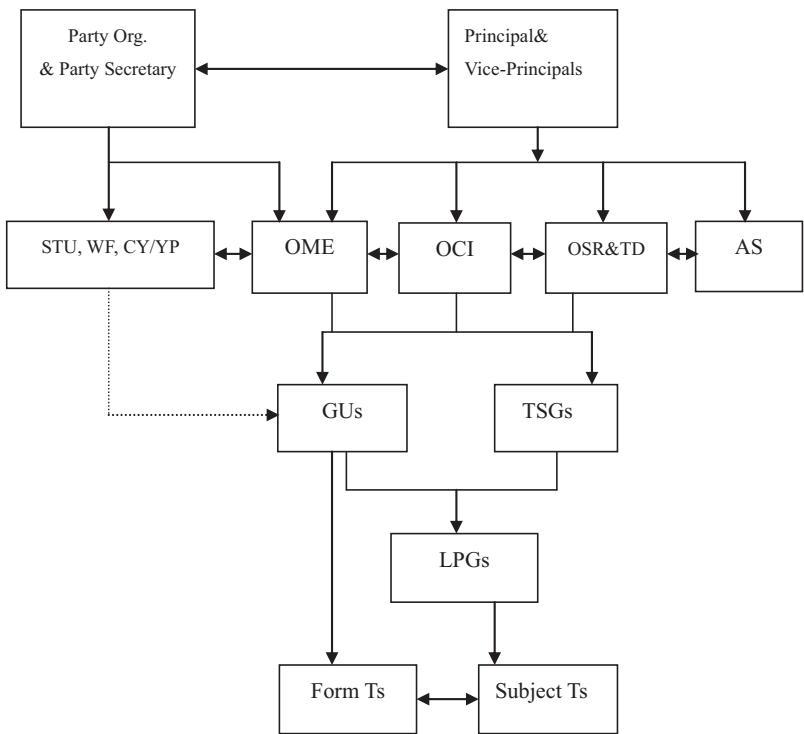 Party Org.
& Party Secretary
Principal&
Vice-Principals
STU, WF, CY/YP
OME
OCI
OSR&TD
AS
GUs
TSGs
LPGs
Form Ts
Subject Ts